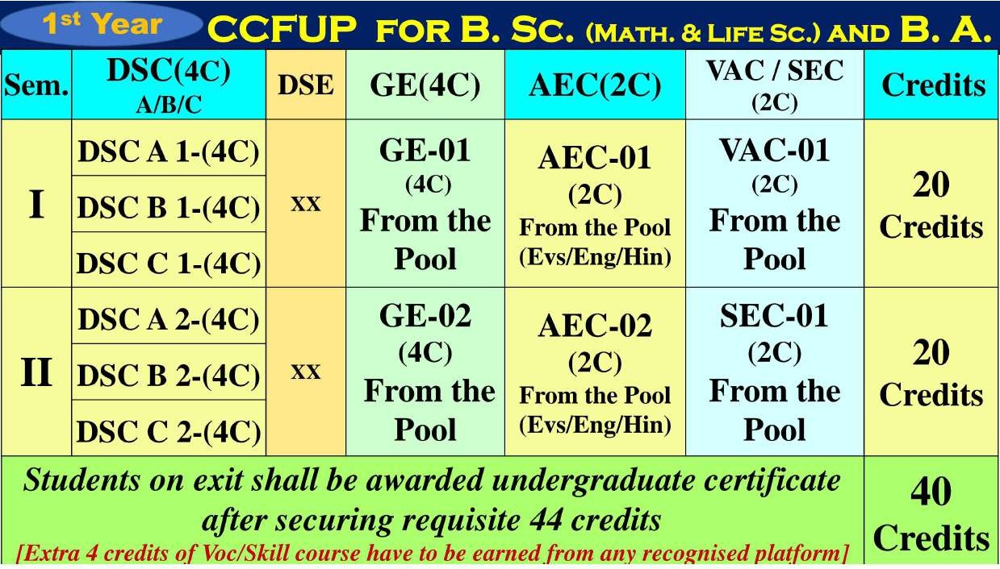 1st Year
CCFUP FOR B. SC. (MATH. & LIFE SC.) AND B. A.
Sem.
DSC(4C)
A/B/C
DSE
GE(4C)
AEC(2C)
VAC / SEC
(2C)
Credits
I
DSC A 1-(4C)
DSC B 1-(4C)
DSC C 1-(4C)
xx
GE-01
(4C)
From the
Pool
AEC-01
(2C)
From the Pool
(Evs/Eng/Hin)
VAC-01
(2C)
From the
Pool
20
Credits
II
DSC A 2-(4C)
DSC B 2-(4C)
DSC C 2-(4C)
xx
GE-02
(4C)
From the
Pool
AEC-02
(2C)
From the Pool
(Evs/Eng/Hin)
SEC-01
(2C)
From the
Pool
20
Credits
Students on exit shall be awarded undergraduate certificate
after securing requisite 44 credits
[Extra 4 credits of Voc/Skill course have to be earned from any recognised platform]
40
Credits